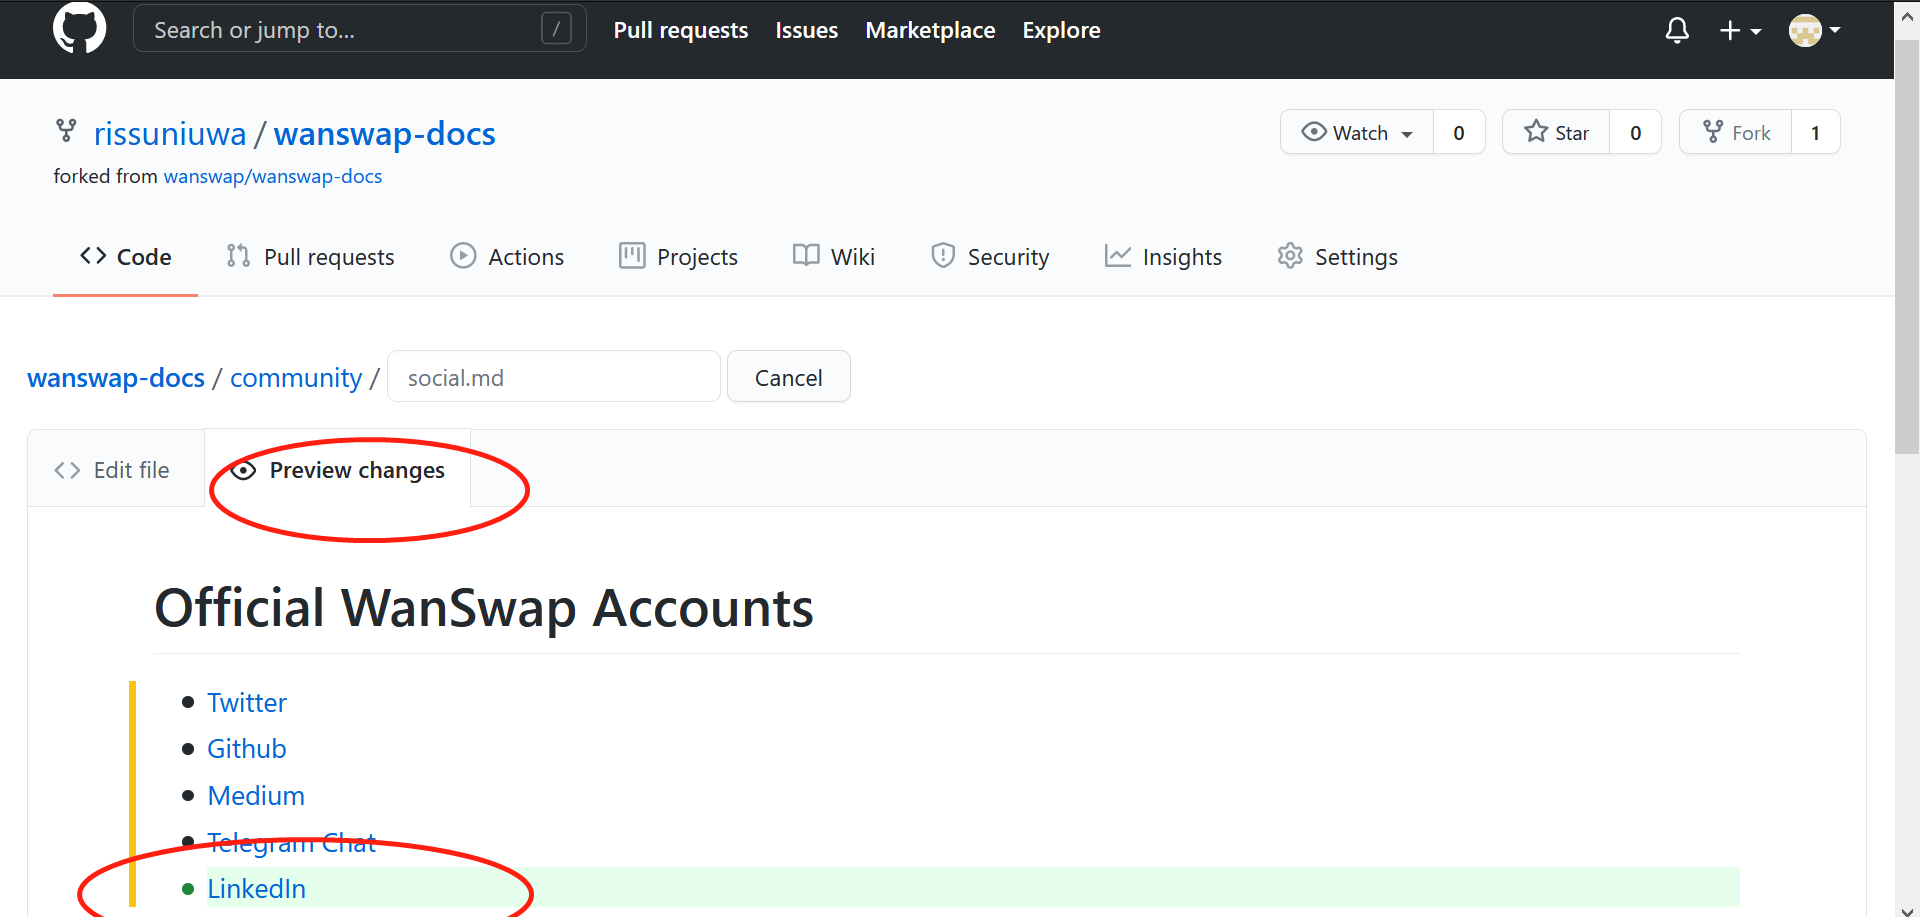 Search or jump to... / Pull requests Issues Marketplace Explore
rissuniuwa / wanswap-docs Watch 0 Star 0 Fork 1
forked from wanswap/wanswap-docs
Code Pull requests Actions Projects Wiki Security Insights Settings
wanswap-docs / community / social.md Cancel
Edit file Preview changes
Official WanSwap Accounts
Twitter
Github
Medium
Telegram Chat
LinkedIn